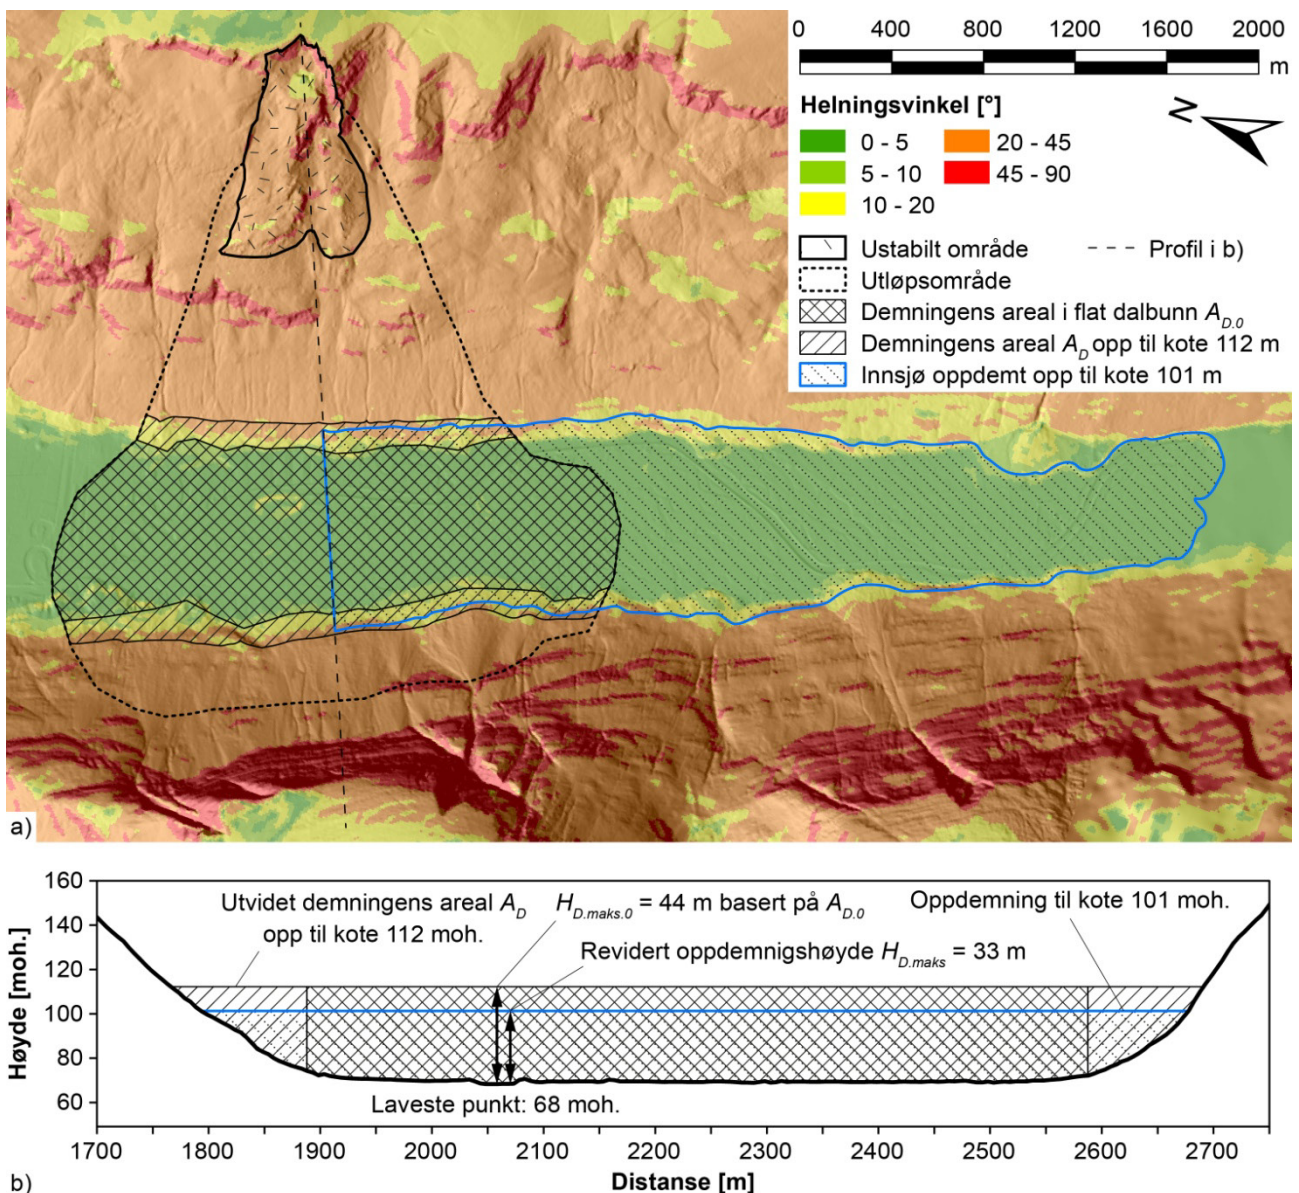 0 400 800 1200 1600 2000
m
Helningsvinkel [°]
0 - 5
20 - 45
5 - 10
45 - 90
10 - 20
N
Ustabilt område
Profil i b)
Utløpsområde
Demningens areal i flat dalbunn A_D.0
Demningens areal A_D opp til kote 112 m
Innsjø oppdemt opp til kote 101 m
a)
160
140
120
100
80
60
Høyde [moh.]
Utvidet demningens areal A_D
opp til kote 112 moh.
H_D.maks.0 = 44 m basert på A_D.0
Oppdemning til kote 101 moh.
Revidert oppdemnigshøyde H_D.maks = 33 m
Laveste punkt: 68 moh.
1700 1800 1900 2000 2100 2200 2300 2400 2500 2600 2700
Distanse [m]
b)